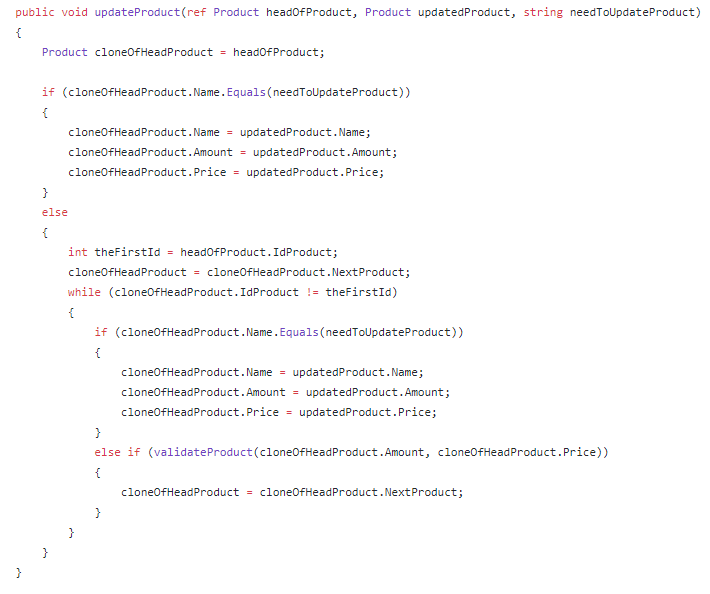 public void updateProduct(ref Product headOfProduct, Product updatedProduct, string needToUpdateProduct)
{
    Product cloneOfHeadProduct = headOfProduct;

    if (cloneOfHeadProduct.Name.Equals(needToUpdateProduct))
    {
        cloneOfHeadProduct.Name = updatedProduct.Name;
        cloneOfHeadProduct.Amount = updatedProduct.Amount;
        cloneOfHeadProduct.Price = updatedProduct.Price;
    }
    else
    {
        int theFirstId = headOfProduct.IdProduct;
        cloneOfHeadProduct = cloneOfHeadProduct.NextProduct;
        while (cloneOfHeadProduct.IdProduct != theFirstId)
        {
            if (cloneOfHeadProduct.Name.Equals(needToUpdateProduct))
            {
                cloneOfHeadProduct.Name = updatedProduct.Name;
                cloneOfHeadProduct.Amount = updatedProduct.Amount;
                cloneOfHeadProduct.Price = updatedProduct.Price;
            }
            else if (validateProduct(cloneOfHeadProduct.Amount, cloneOfHeadProduct.Price))
            {
                cloneOfHeadProduct = cloneOfHeadProduct.NextProduct;
            }
        }
    }
}